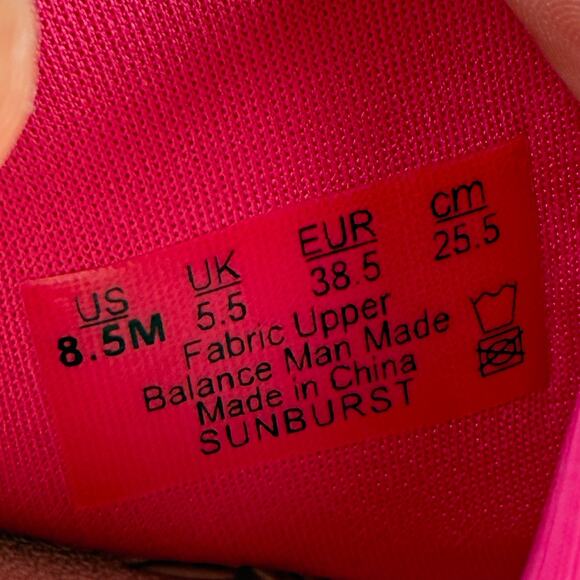 US UK EUR cm
8.5M 5.5 38.5 25.5
Fabric Upper
Balance Man Made
Made in China
SUNBURST